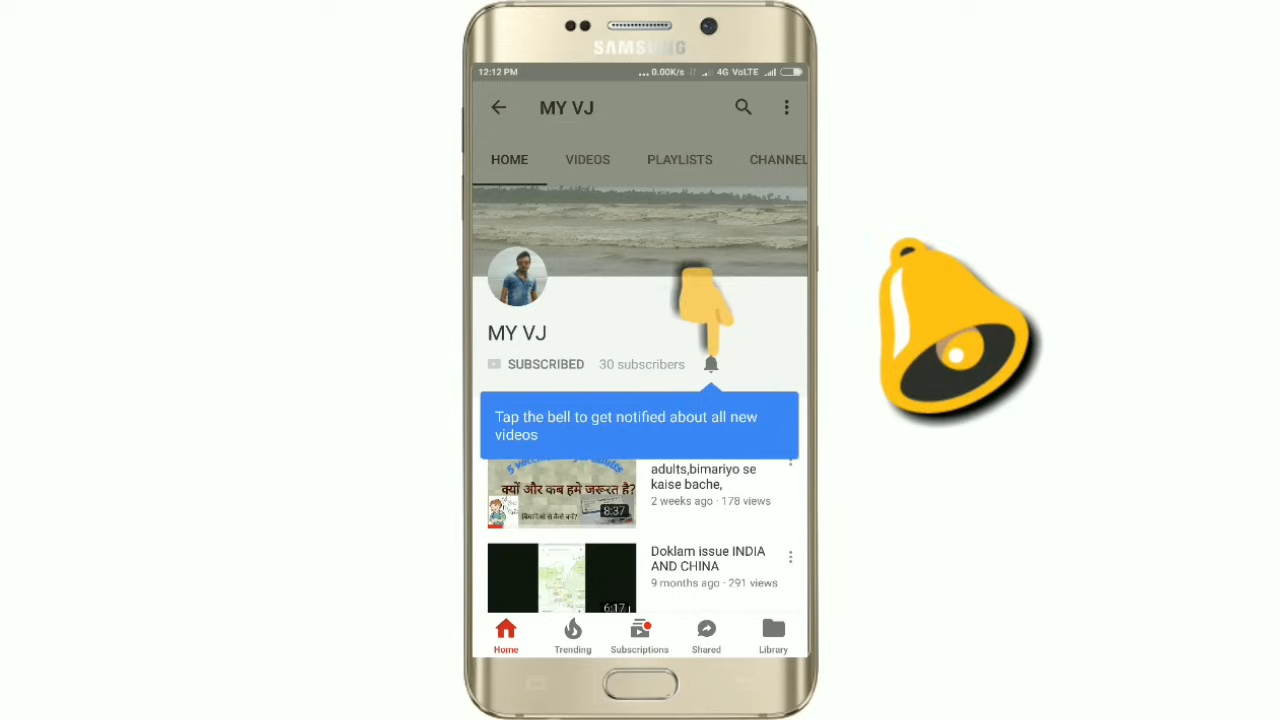 SAMSUNG
12:12 PM ... 0.00K/s 4G VoLTE
MY VJ
HOME VIDEOS PLAYLISTS CHANNEL
MY VJ
SUBSCRIBED 30 subscribers
Tap the bell to get notified about all new
videos
adults,bimariyo se
kaise bache,
2 weeks ago · 178 views
क्यों और कब हमे जरूरत है?
8:37
Doklam issue INDIA
AND CHINA
9 months ago · 291 views
6:17
Home Trending Subscriptions Shared Library